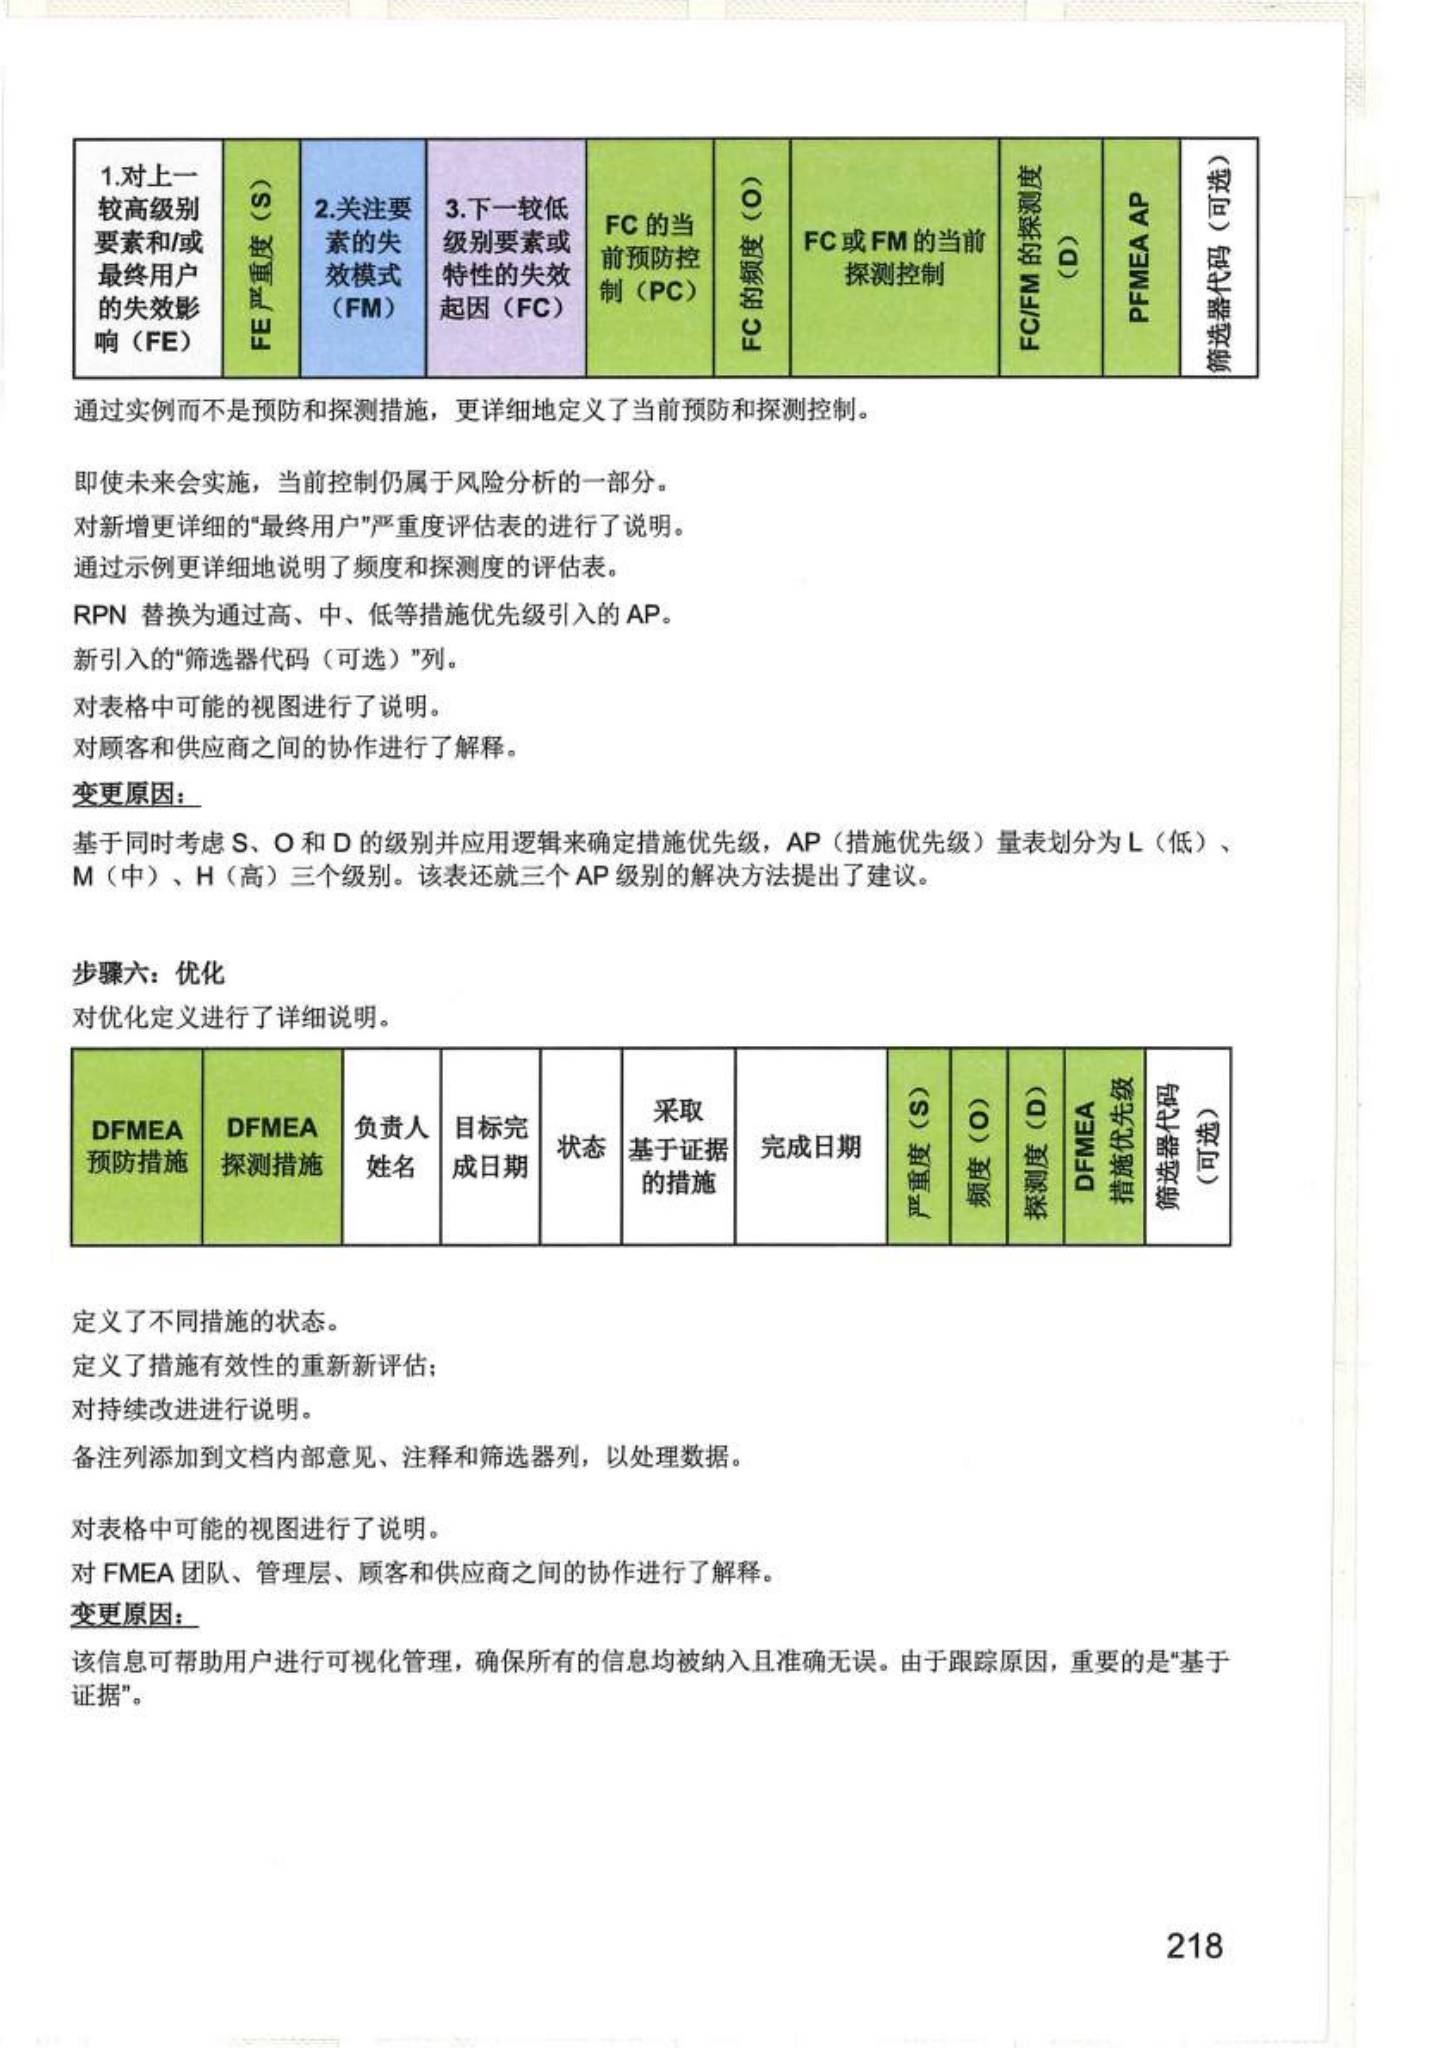 1.对上一
较高级别
要素和/或
最终用户
的失效影
响（FE）
FE 严重度（S）
2.关注要
素的失
效模式
（FM）
3.下一较低
级别要素或
特性的失效
起因（FC）
FC 的当
前预防控
制（PC）
FC 的频度（O）
FC 或 FM 的当前
探测控制
FC/FM 的探测度
（D）
PFMEA AP
筛选器代码（可选）
通过实例而不是预防和探测措施，更详细地定义了当前预防和探测控制。
即使未来会实施，当前控制仍属于风险分析的一部分。
对新增更详细的“最终用户”严重度评估表的进行了说明。
通过示例更详细地说明了频度和探测度的评估表。
RPN 替换为通过高、中、低等措施优先级引入的 AP。
新引入的“筛选器代码（可选）”列。
对表格中可能的视图进行了说明。
对顾客和供应商之间的协作进行了解释。
变更原因：
基于同时考虑 S、O 和 D 的级别并应用逻辑来确定措施优先级，AP（措施优先级）量表划分为 L（低）、
M（中）、H（高）三个级别。该表还就三个 AP 级别的解决方法提出了建议。
步骤六：优化
对优化定义进行了详细说明。
DFMEA
预防措施
DFMEA
探测措施
负责人
姓名
目标完
成日期
状态
采取
基于证据
的措施
完成日期
严重度（S）
频度（O）
探测度（D）
DFMEA
措施优先级
筛选器代码
（可选）
定义了不同措施的状态。
定义了措施有效性的重新新评估；
对持续改进进行说明。
备注列添加到文档内部意见、注释和筛选器列，以处理数据。
对表格中可能的视图进行了说明。
对 FMEA 团队、管理层、顾客和供应商之间的协作进行了解释。
变更原因：
该信息可帮助用户进行可视化管理，确保所有的信息均被纳入且准确无误。由于跟踪原因，重要的是“基于
证据”。
218